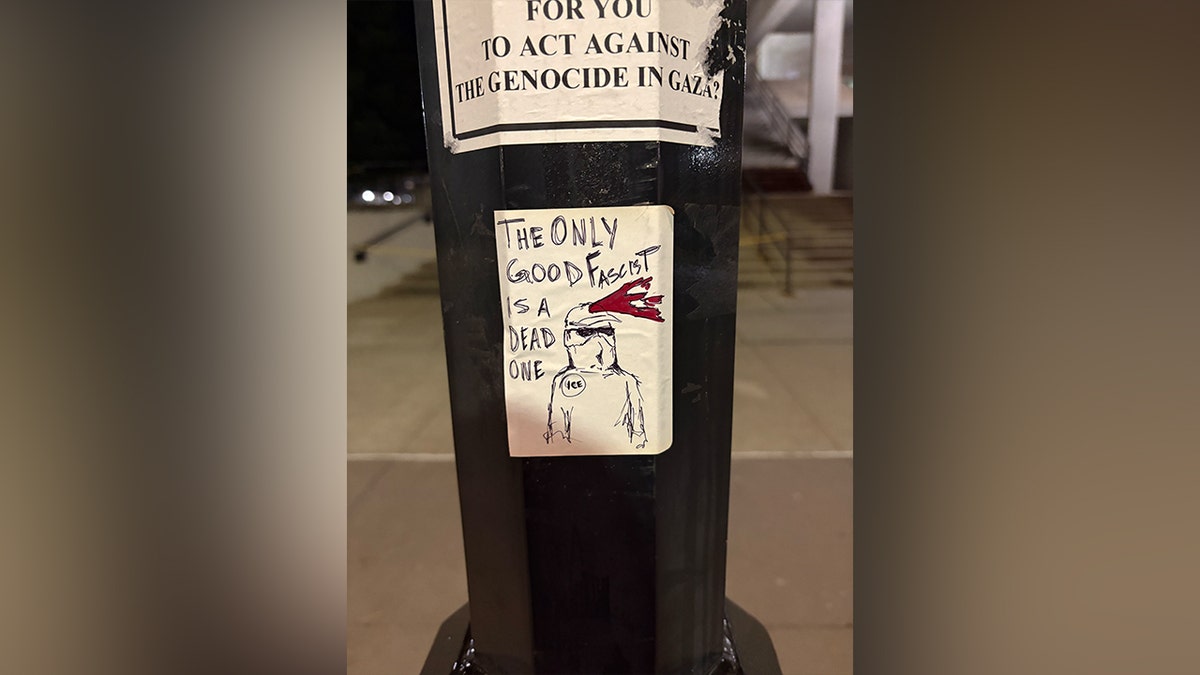 FOR YOU
TO ACT AGAINST
THE GENOCIDE IN GAZA?
THE ONLY
GOOD FASCIST
IS A
DEAD
ONE
ICE